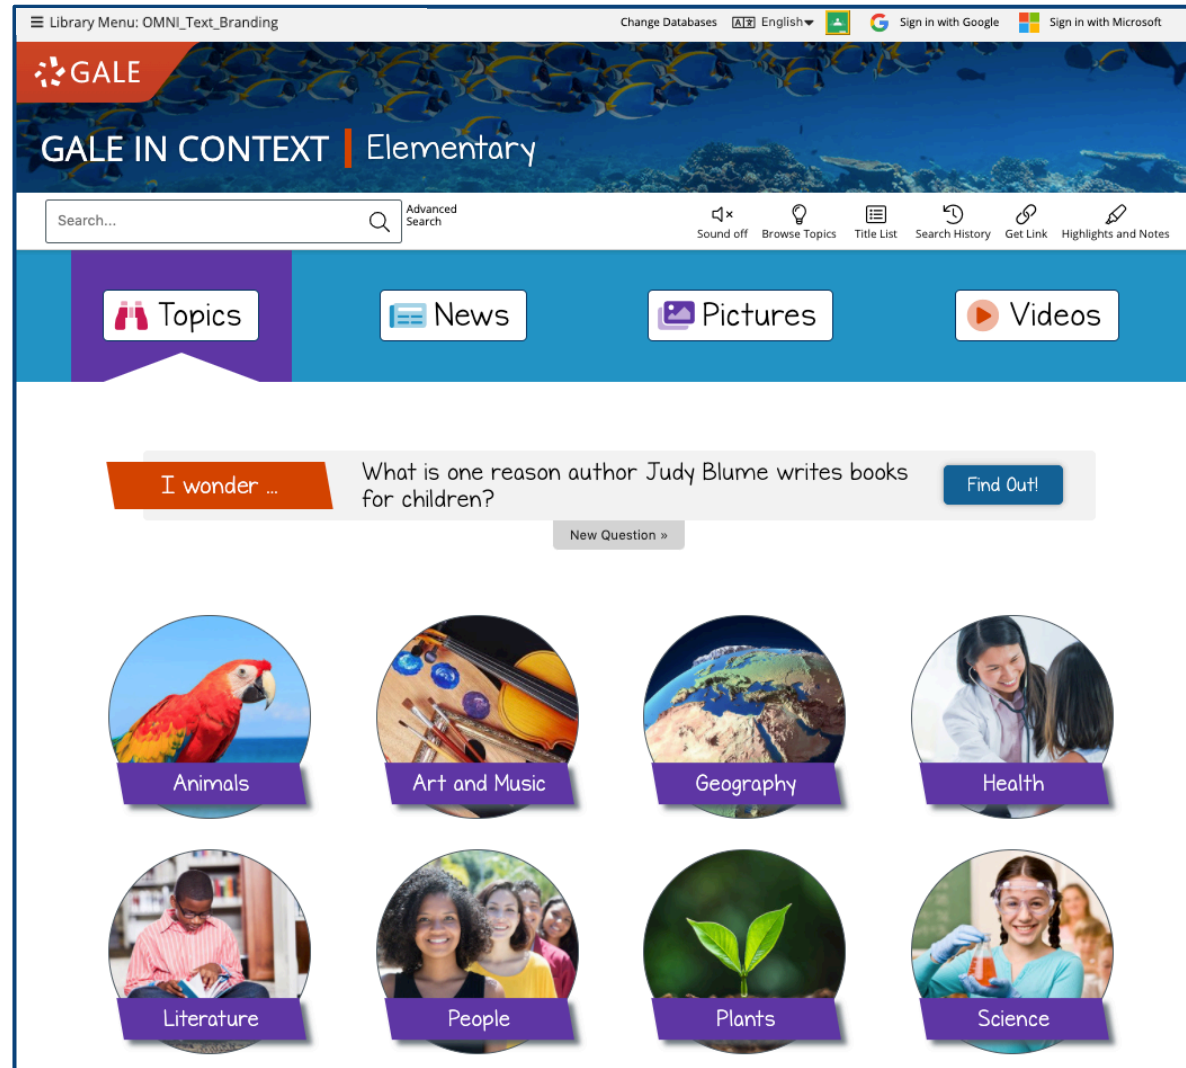 Library Menu: OMNI_Text_Branding
Change Databases
English
Sign in with Google
Sign in with Microsoft
GALE
GALE IN CONTEXT | Elementary
Search...
Advanced
Search
Sound off
Browse Topics
Title List
Search History
Get Link
Highlights and Notes
Topics
News
Pictures
Videos
I wonder ...
What is one reason author Judy Blume writes books
for children?
Find Out!
New Question »
Animals
Art and Music
Geography
Health
Literature
People
Plants
Science